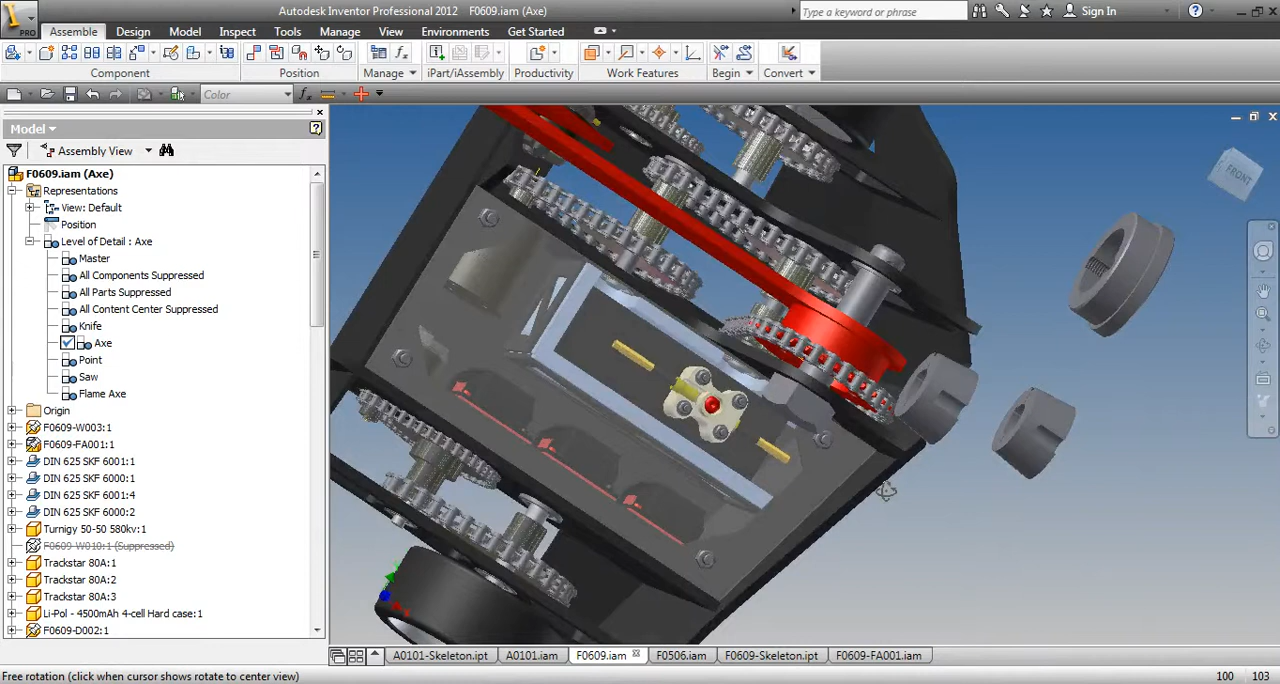 Autodesk Inventor Professional 2012 F0609.iam (Axe)
Type a keyword or phrase
Sign In
PRO
Assemble Design Model Inspect Tools Manage View Environments Get Started
Component Position Manage iPart/iAssembly Productivity Work Features Begin Convert
Color
Model
Assembly View
F0609.iam (Axe)
Representations
View: Default
Position
Level of Detail : Axe
Master
All Components Suppressed
All Parts Suppressed
All Content Center Suppressed
Knife
Axe
Point
Saw
Flame Axe
Origin
F0609-W003:1
F0609-FA001:1
DIN 625 SKF 6001:1
DIN 625 SKF 6000:1
DIN 625 SKF 6001:4
DIN 625 SKF 6000:2
Turnigy 50-50 580kv:1
F0609-W010:1 (Suppressed)
Trackstar 80A:1
Trackstar 80A:2
Trackstar 80A:3
Li-Pol - 4500mAh 4-cell Hard case:1
F0609-D002:1
FRONT
A0101-Skeleton.ipt A0101.iam F0609.iam F0506.iam F0609-Skeleton.ipt F0609-FA001.iam
Free rotation (click when cursor shows rotate to center view)
100 103